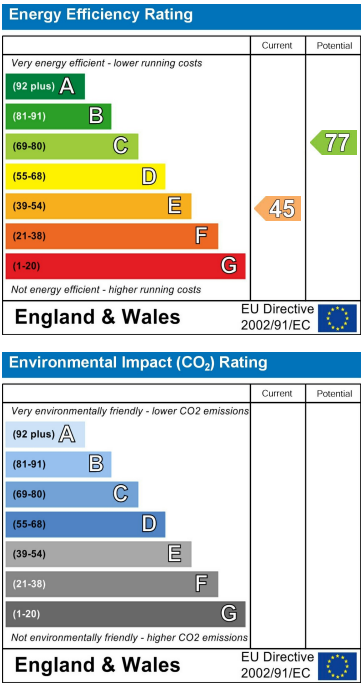 Energy Efficiency Rating
Current Potential
Very energy efficient - lower running costs
(92 plus) A
(81-91) B
(69-80) C
77
(55-68) D
(39-54) E
45
(21-38) F
(1-20) G
Not energy efficient - higher running costs
England & Wales
EU Directive
2002/91/EC
Environmental Impact (CO₂) Rating
Current Potential
Very environmentally friendly - lower CO2 emissions
(92 plus) A
(81-91) B
(69-80) C
(55-68) D
(39-54) E
(21-38) F
(1-20) G
Not environmentally friendly - higher CO2 emissions
England & Wales
EU Directive
2002/91/EC